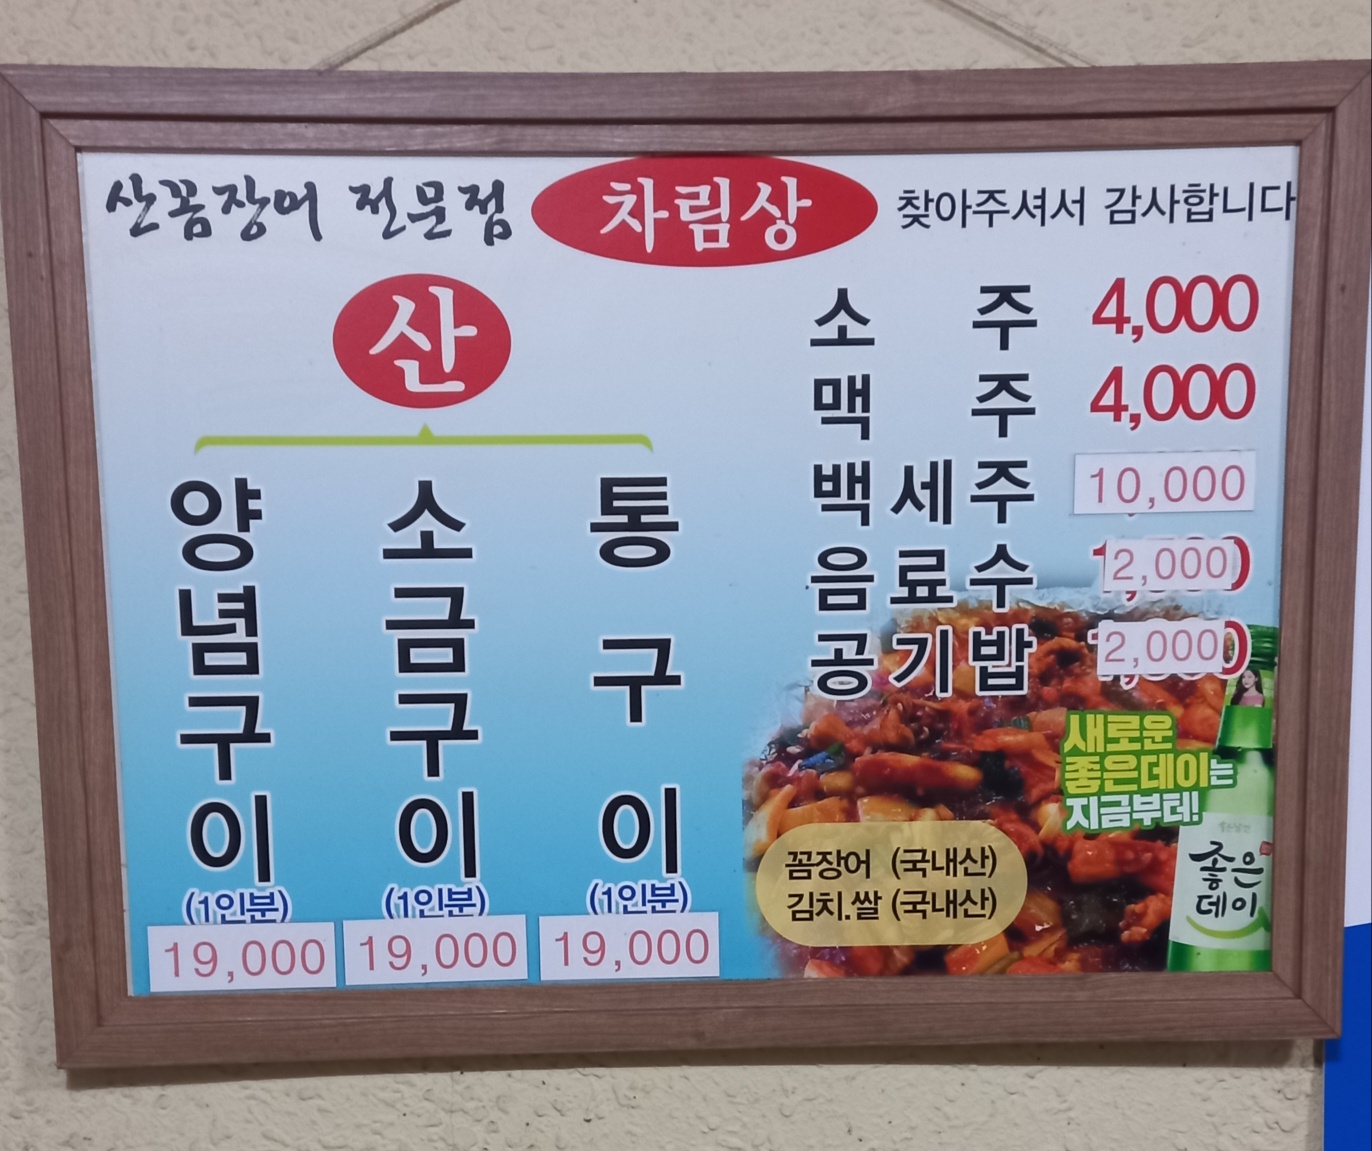 산꼼장어 전문점 차림상 찾아주셔서 감사합니다
산
양념구이
(1인분)
19,000
소금구이
(1인분)
19,000
통구이
(1인분)
19,000
소주 4,000
맥주 4,000
백세주 10,000
음료수 2,000
공기밥 2,000
새로운
좋은데이는
지금부터!
꼼장어 (국내산)
김치.쌀 (국내산)
좋은
데이